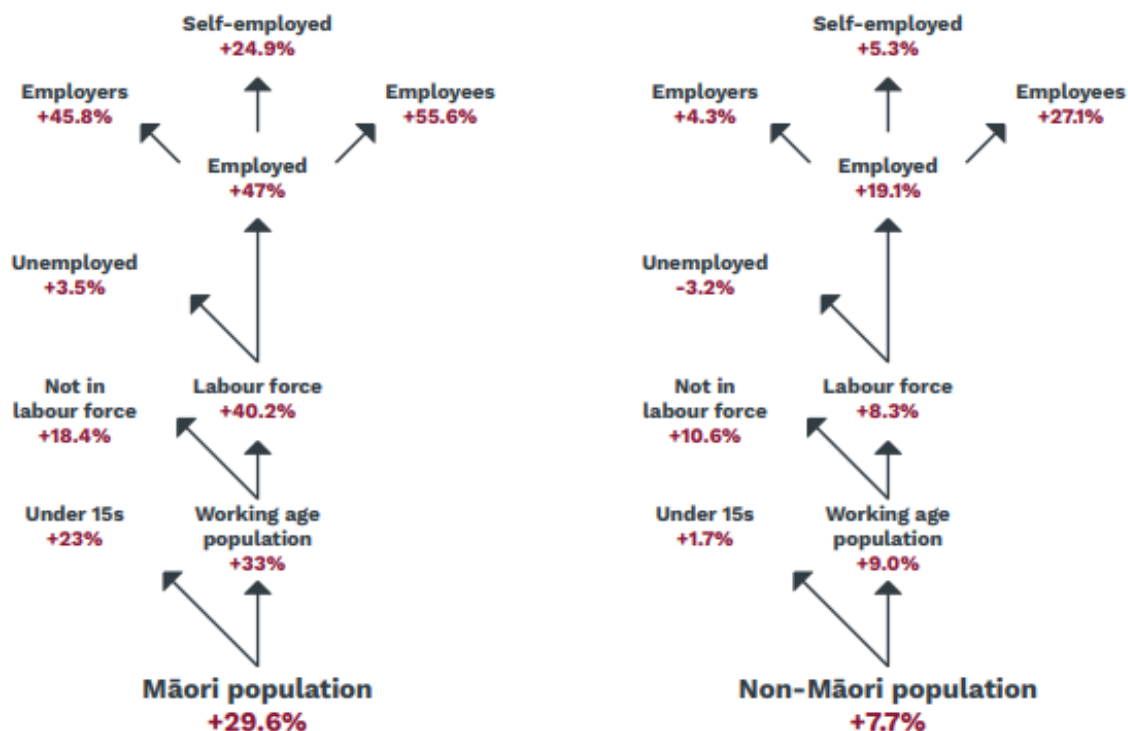 Self-employed
+24.9%
Employers
+45.8%
Employees
+55.6%
Employed
+47%
Unemployed
+3.5%
Not in
labour force
+18.4%
Labour force
+40.2%
Under 15s
+23%
Working age
population
+33%
Māori population
+29.6%
Self-employed
+5.3%
Employers
+4.3%
Employees
+27.1%
Employed
+19.1%
Unemployed
-3.2%
Not in
labour force
+10.6%
Labour force
+8.3%
Under 15s
+1.7%
Working age
population
+9.0%
Non-Māori population
+7.7%